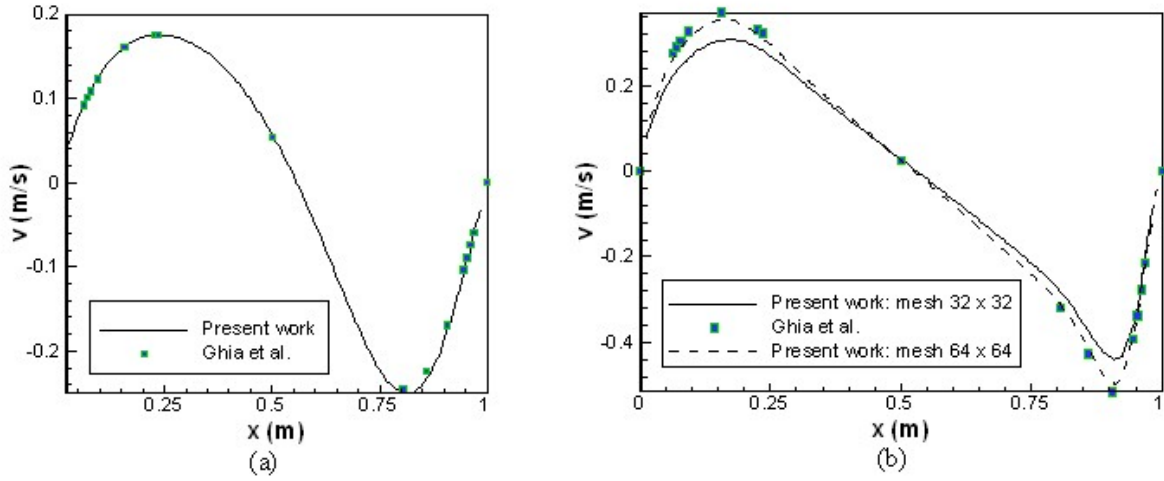 0.2
0.1
0
-0.1
-0.2
v (m/s)
Present work
Ghia et al.
0.25
0.5
0.75
1
x (m)
(a)
0.2
0
-0.2
-0.4
v (m/s)
Present work: mesh 32 x 32
Ghia et al.
Present work: mesh 64 x 64
0
0.25
0.5
0.75
1
x (m)
(b)